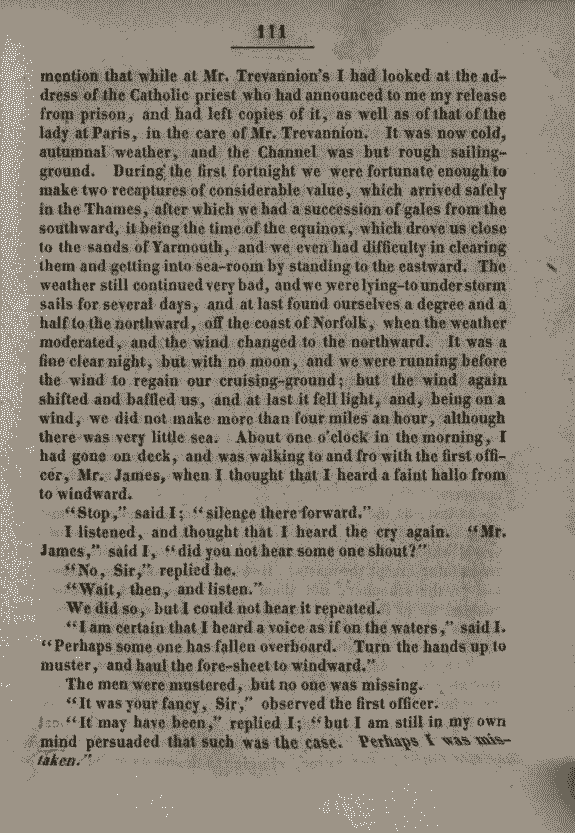 111
mention that while at Mr. Trevannion's I had looked at the ad-
dress of the Catholic priest who had announced to me my release
from prison, and had left copies of it, as well as of that of the
lady at Paris, in the care of Mr. Trevannion. It was now cold,
autumnal weather, and the Channel was but rough sailing-
ground. During the first fortnight we were fortunate enough to
make two recaptures of considerable value, which arrived safely
in the Thames, after which we had a succession of gales from the
southward, it being the time of the equinox, which drove us close
to the sands of Yarmouth, and we even had difficulty in clearing
them and getting into sea-room by standing to the eastward. The
weather still continued very bad, and we were lying-to under storm
sails for several days, and at last found ourselves a degree and a
half to the northward, off the coast of Norfolk, when the weather
moderated, and the wind changed to the northward. It was a
fine clear night, but with no moon, and we were running before
the wind to regain our cruising-ground; but the wind again
shifted and baffled us, and at last it fell light, and, being on a
wind, we did not make more than four miles an hour, although
there was very little sea. About one o'clock in the morning, I
had gone on deck, and was walking to and fro with the first offi-
cer, Mr. James, when I thought that I heard a faint hallo from
to windward.
"Stop," said I; "silence there forward."
I listened, and thought that I heard the cry again. "Mr.
James," said I, "did you not hear some one shout?"
"No, Sir," replied he.
"Wait, then, and listen."
We did so, but I could not hear it repeated.
"I am certain that I heard a voice as if on the waters," said I.
"Perhaps some one has fallen overboard. Turn the hands up to
muster, and haul the fore-sheet to windward."
The men were mustered, but no one was missing.
"It was your fancy, Sir," observed the first officer.
"It may have been," replied I; "but I am still in my own
mind persuaded that such was the case. Perhaps I was mis-
taken."